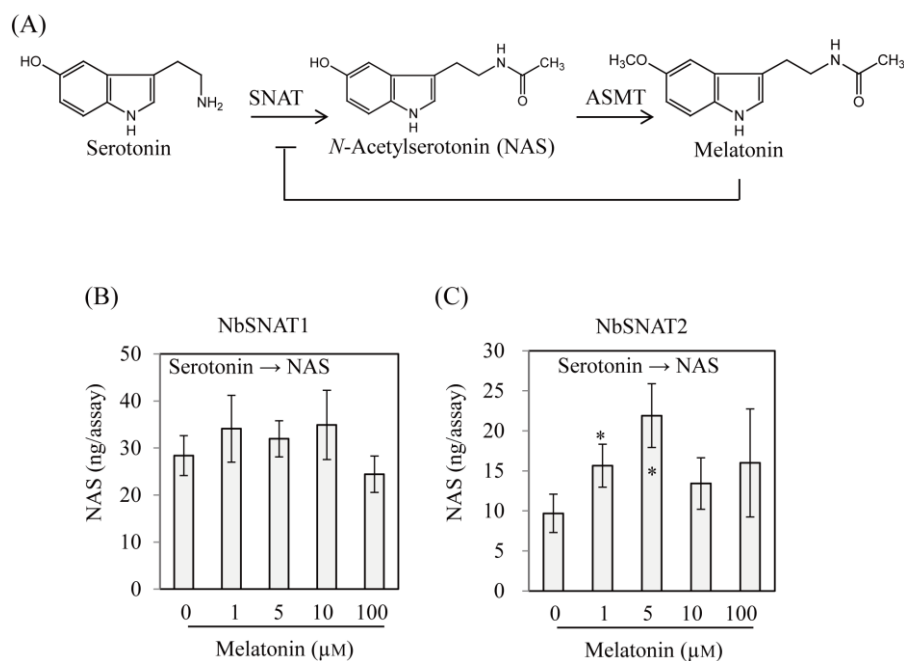 (A)
HO
N
H
NH₂
Serotonin
SNAT
HO
N
H
H
N
O
CH₃
N-Acetylserotonin (NAS)
ASMT
H₃CO
N
H
H
N
O
CH₃
Melatonin
(B)
NbSNAT1
Serotonin → NAS
NAS (ng/assay)
50
40
30
20
10
0
0 1 5 10 100
Melatonin (µM)
(C)
NbSNAT2
Serotonin → NAS
NAS (ng/assay)
30
25
20
15
10
5
0
*
*
0 1 5 10 100
Melatonin (µM)